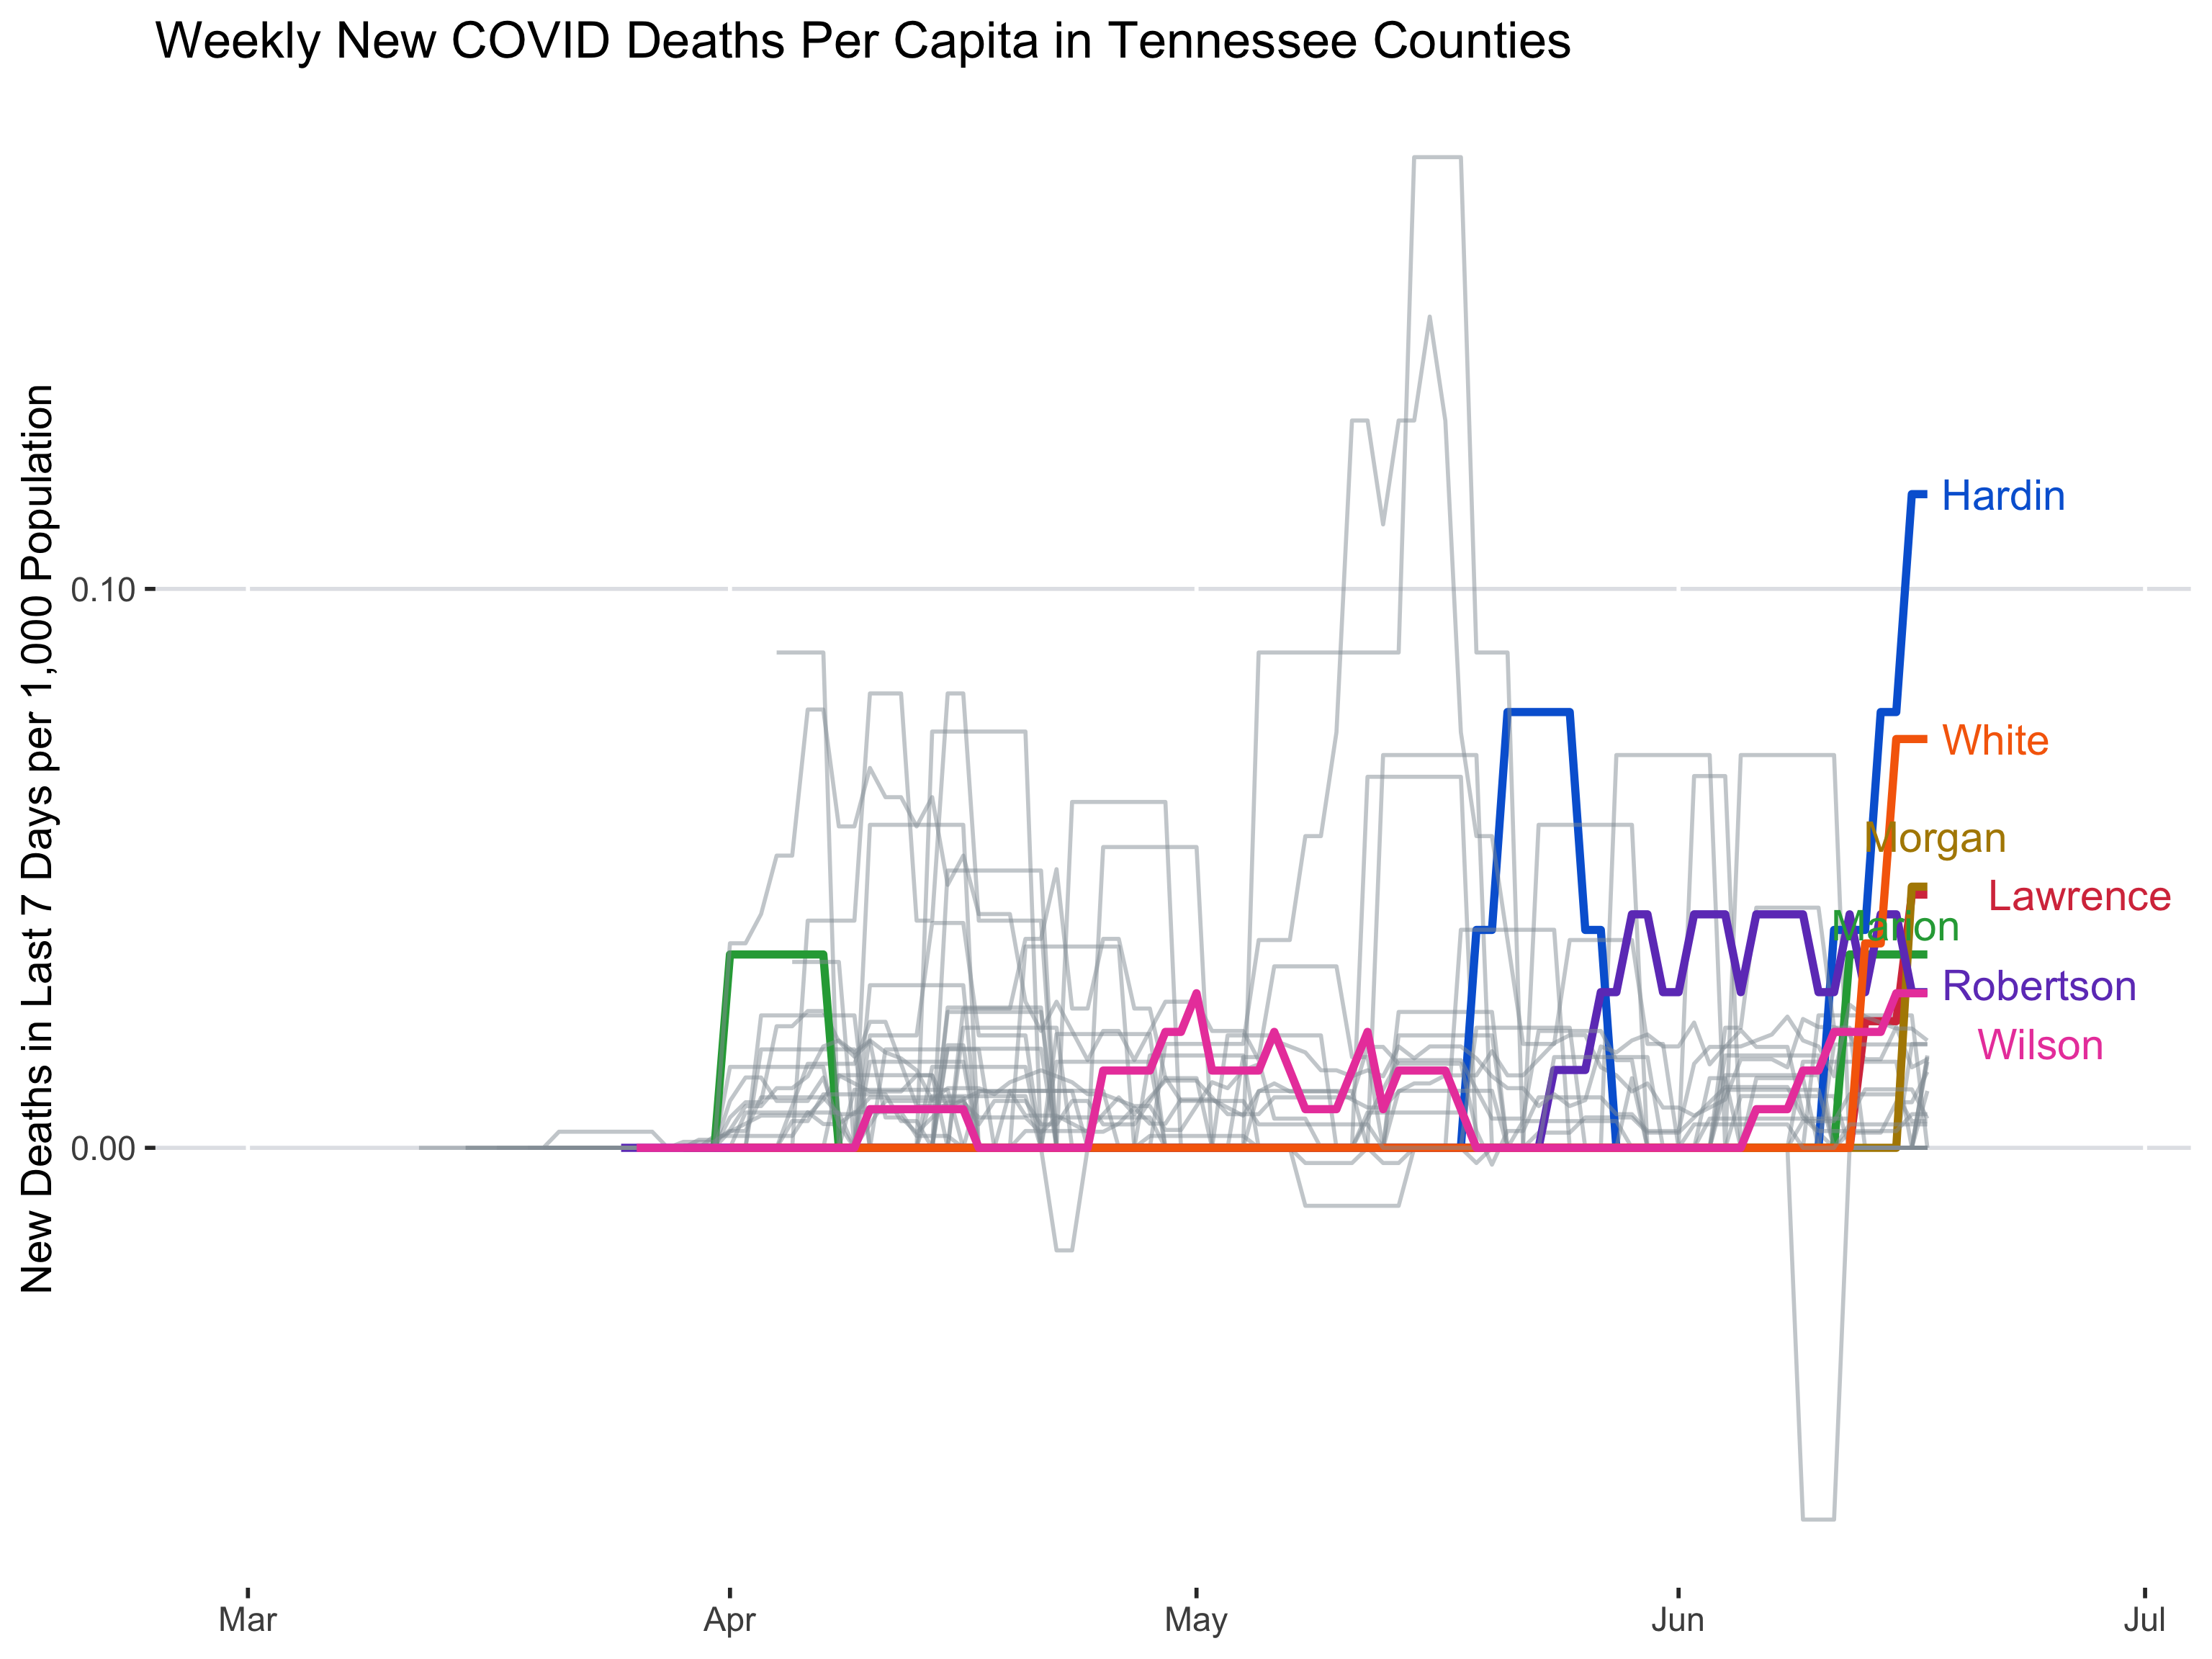 Weekly New COVID Deaths Per Capita in Tennessee Counties
New Deaths in Last 7 Days per 1,000 Population
0.10
0.00
Hardin
White
Morgan
Lawrence
Marion
Robertson
Wilson
Mar
Apr
May
Jun
Jul